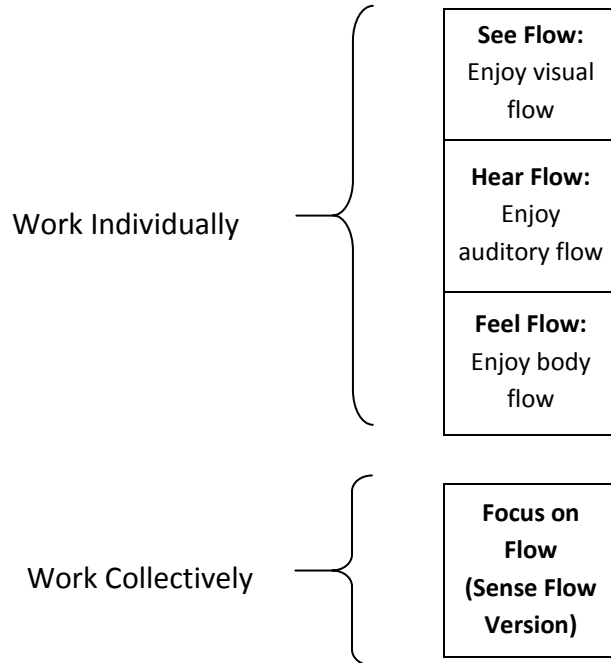 See Flow:
Enjoy visual
flow
Work Individually
Hear Flow:
Enjoy
auditory flow
Feel Flow:
Enjoy body
flow
Work Collectively
Focus on
Flow
(Sense Flow
Version)